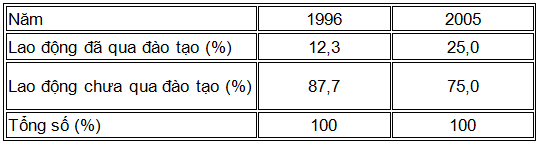 Năm 1996 2005
Lao động đã qua đào tạo (%) 12,3 25,0
Lao động chưa qua đào tạo (%) 87,7 75,0
Tổng số (%) 100 100